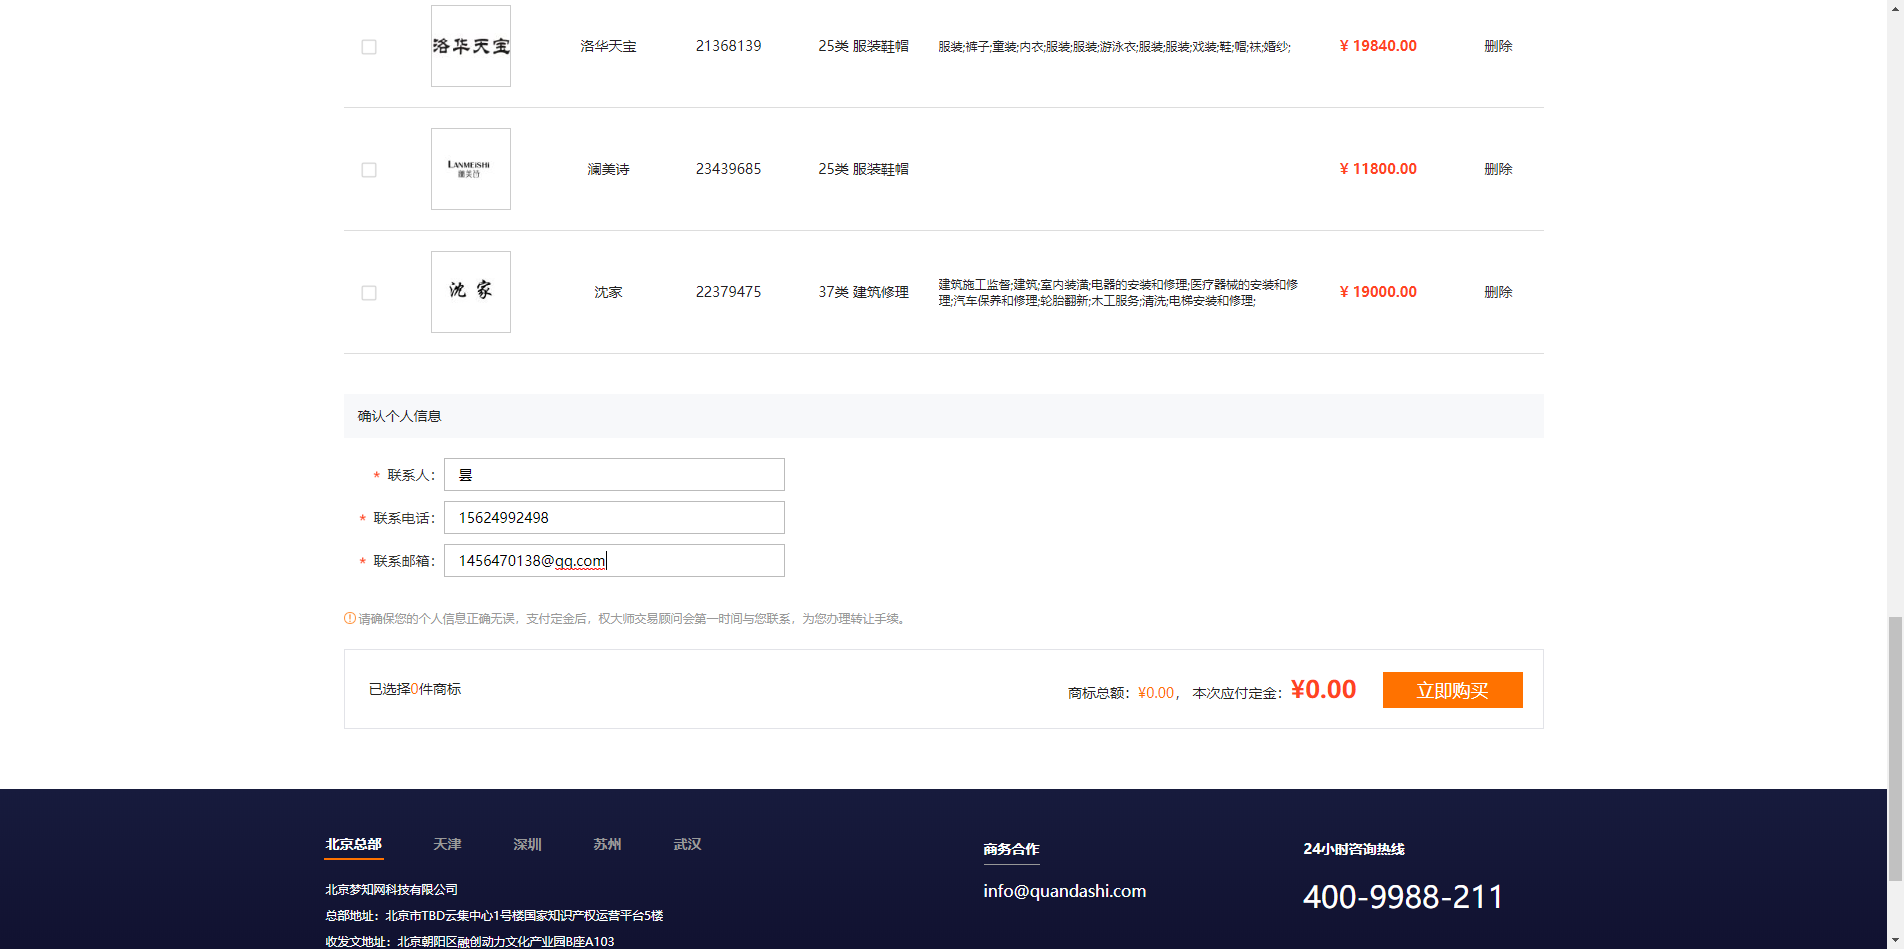 洛华天宝 洛华天宝 21368139 25类 服装鞋帽 服装;裤子;童装;内衣;服装;服装;游泳衣;服装;服装;戏装;鞋;帽;袜;婚纱; ¥ 19840.00 删除
LANMEISHI
澜美诗 澜美诗 23439685 25类 服装鞋帽 ¥ 11800.00 删除
沈家 沈家 22379475 37类 建筑修理 建筑施工监督;建筑;室内装潢;电器的安装和修理;医疗器械的安装和修
理;汽车保养和修理;轮胎翻新;木工服务;清洗;电梯安装和修理; ¥ 19000.00 删除
确认个人信息
* 联系人： 昙
* 联系电话： 15624992498
* 联系邮箱： 1456470138@qq.com
请确保您的个人信息正确无误，支付定金后，权大师交易顾问会第一时间与您联系，为您办理转让手续。
已选择0件商标 商标总额：¥0.00， 本次应付定金：¥0.00 立即购买
北京总部 天津 深圳 苏州 武汉
北京梦知网科技有限公司
总部地址：北京市TBD云集中心1号楼国家知识产权运营平台5楼
收发文地址：北京朝阳区融创动力文化产业园B座A103
商务合作
info@quandashi.com
24小时咨询热线
400-9988-211